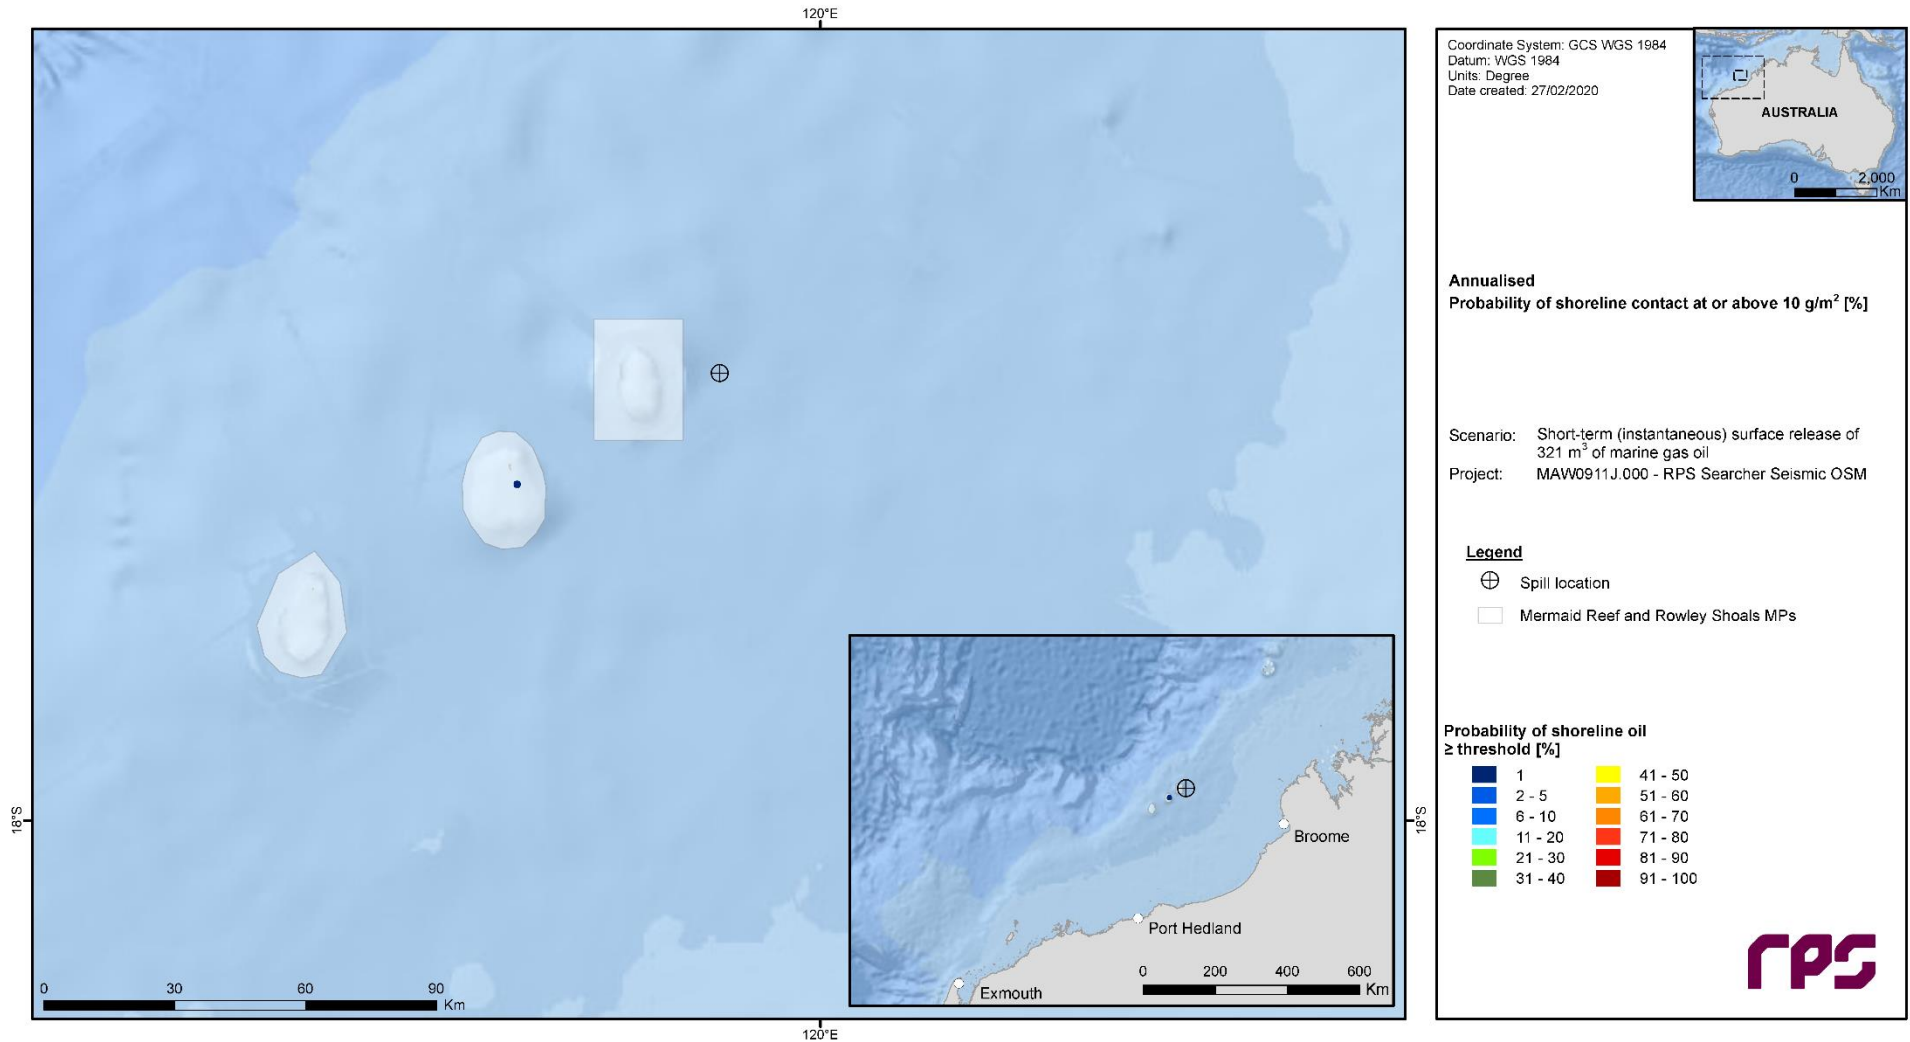 120°E
18°S
18°S
0 30 60 90
Km
120°E
Broome
Port Hedland
Exmouth
0 200 400 600
Km
Coordinate System: GCS WGS 1984
Datum: WGS 1984
Units: Degree
Date created: 27/02/2020
AUSTRALIA
0 2,000
Km
Annualised
Probability of shoreline contact at or above 10 g/m² [%]
Scenario: Short-term (instantaneous) surface release of
321 m³ of marine gas oil
Project: MAW0911J.000 - RPS Searcher Seismic OSM
Legend
Spill location
Mermaid Reef and Rowley Shoals MPs
Probability of shoreline oil
≥ threshold [%]
1 41 - 50
2 - 5 51 - 60
6 - 10 61 - 70
11 - 20 71 - 80
21 - 30 81 - 90
31 - 40 91 - 100
rps